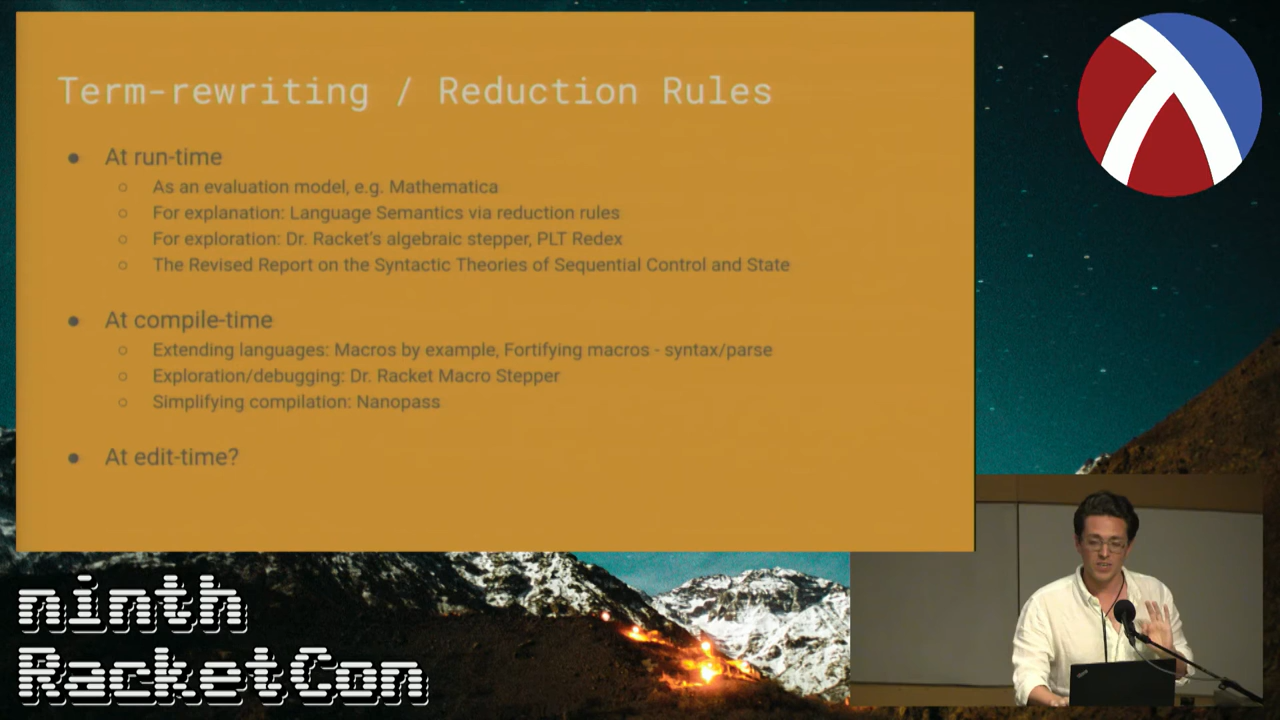 Term-rewriting / Reduction Rules
● At run-time
○ As an evaluation model, e.g. Mathematica
○ For explanation: Language Semantics via reduction rules
○ For exploration: Dr. Racket's algebraic stepper, PLT Redex
○ The Revised Report on the Syntactic Theories of Sequential Control and State
● At compile-time
○ Extending languages: Macros by example, Fortifying macros - syntax/parse
○ Exploration/debugging: Dr. Racket Macro Stepper
○ Simplifying compilation: Nanopass
● At edit-time?
ninth
RacketCon